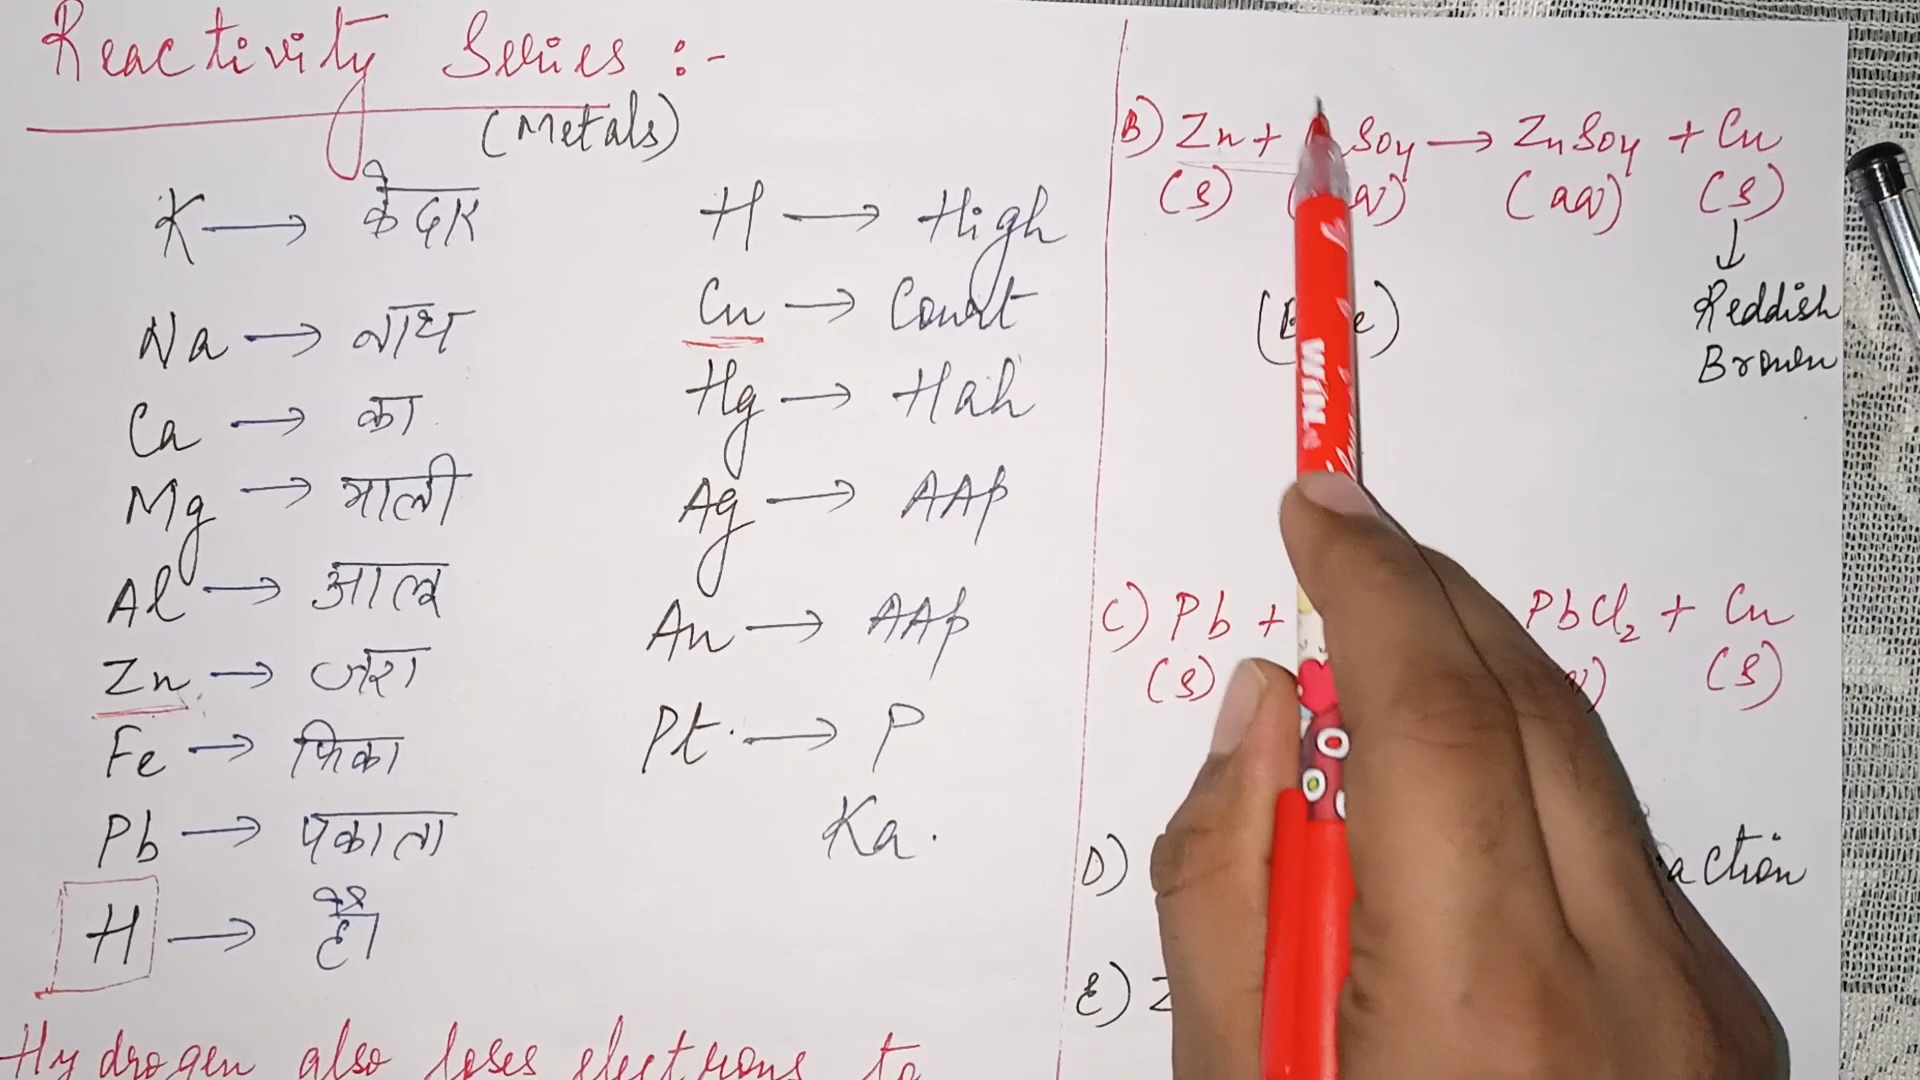 Reactivity Series :-
(Metals)
K → केदार
Na → नाथ
Ca → का
Mg → माली
Al → आलू
Zn → जरा
Fe → फिका
Pb → पकाता
H → है।
Hydrogen also loses electrons to
H → High
Cu → Court
Hg → Hah
Ag → AAp
Au → AAp
Pt. → P
Ka.
B) Zn + SO4 → ZnSO4 + Cu
(s) (aq) (s)
↓
Reddish
Brown
C) Pb + PbCl2 + Cu
(s) (s)
D)
E) Z